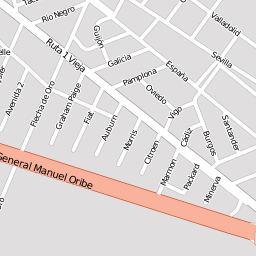 Río Negro
Valladolid
Guijón
Ruta 1 Vieja
Galicia
Sevilla
España
Pamplona
Avenida 2
Flecha de Oro
Graham Paige
Oviedo
Vigo
Santander
Fiat
Auburn
Morris
Cádiz
Burgos
Citroen
Marmon
Packard
Minerva
General Manuel Oribe